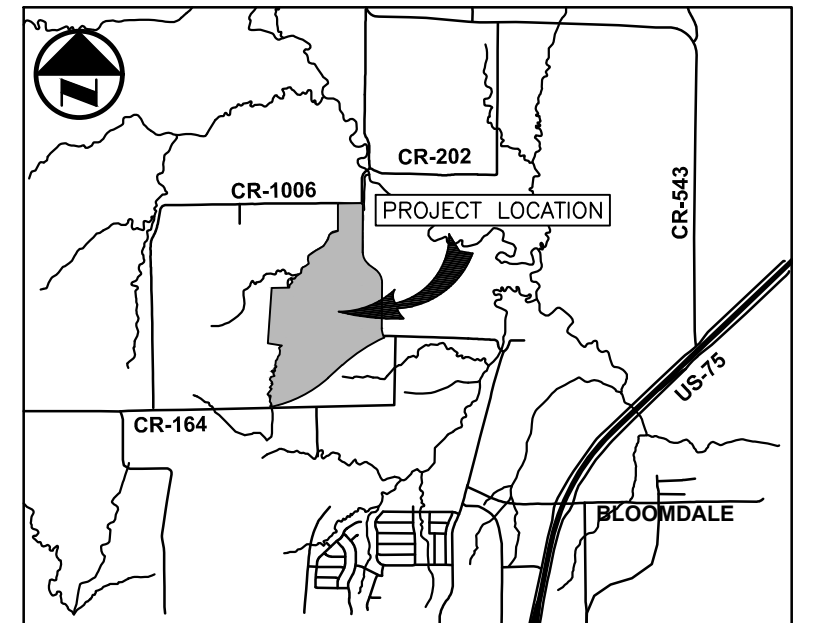 CR-202
CR-1006
PROJECT LOCATION
CR-543
US-75
CR-164
BLOOMDALE